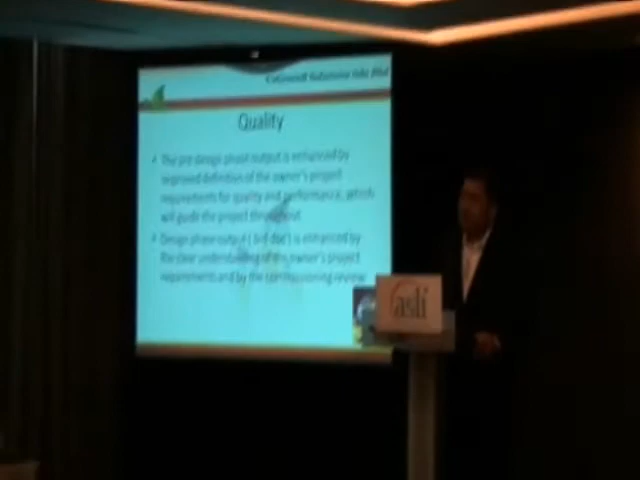 Quality
• The pre design phase output is enhanced by
improved definition of the owner's project
requirements for quality and performance, which
will guide the project throughout
• Design phase output ( bid doc) is enhanced by
the clear understanding of the owner's project
requirements and by the commissioning review
asli